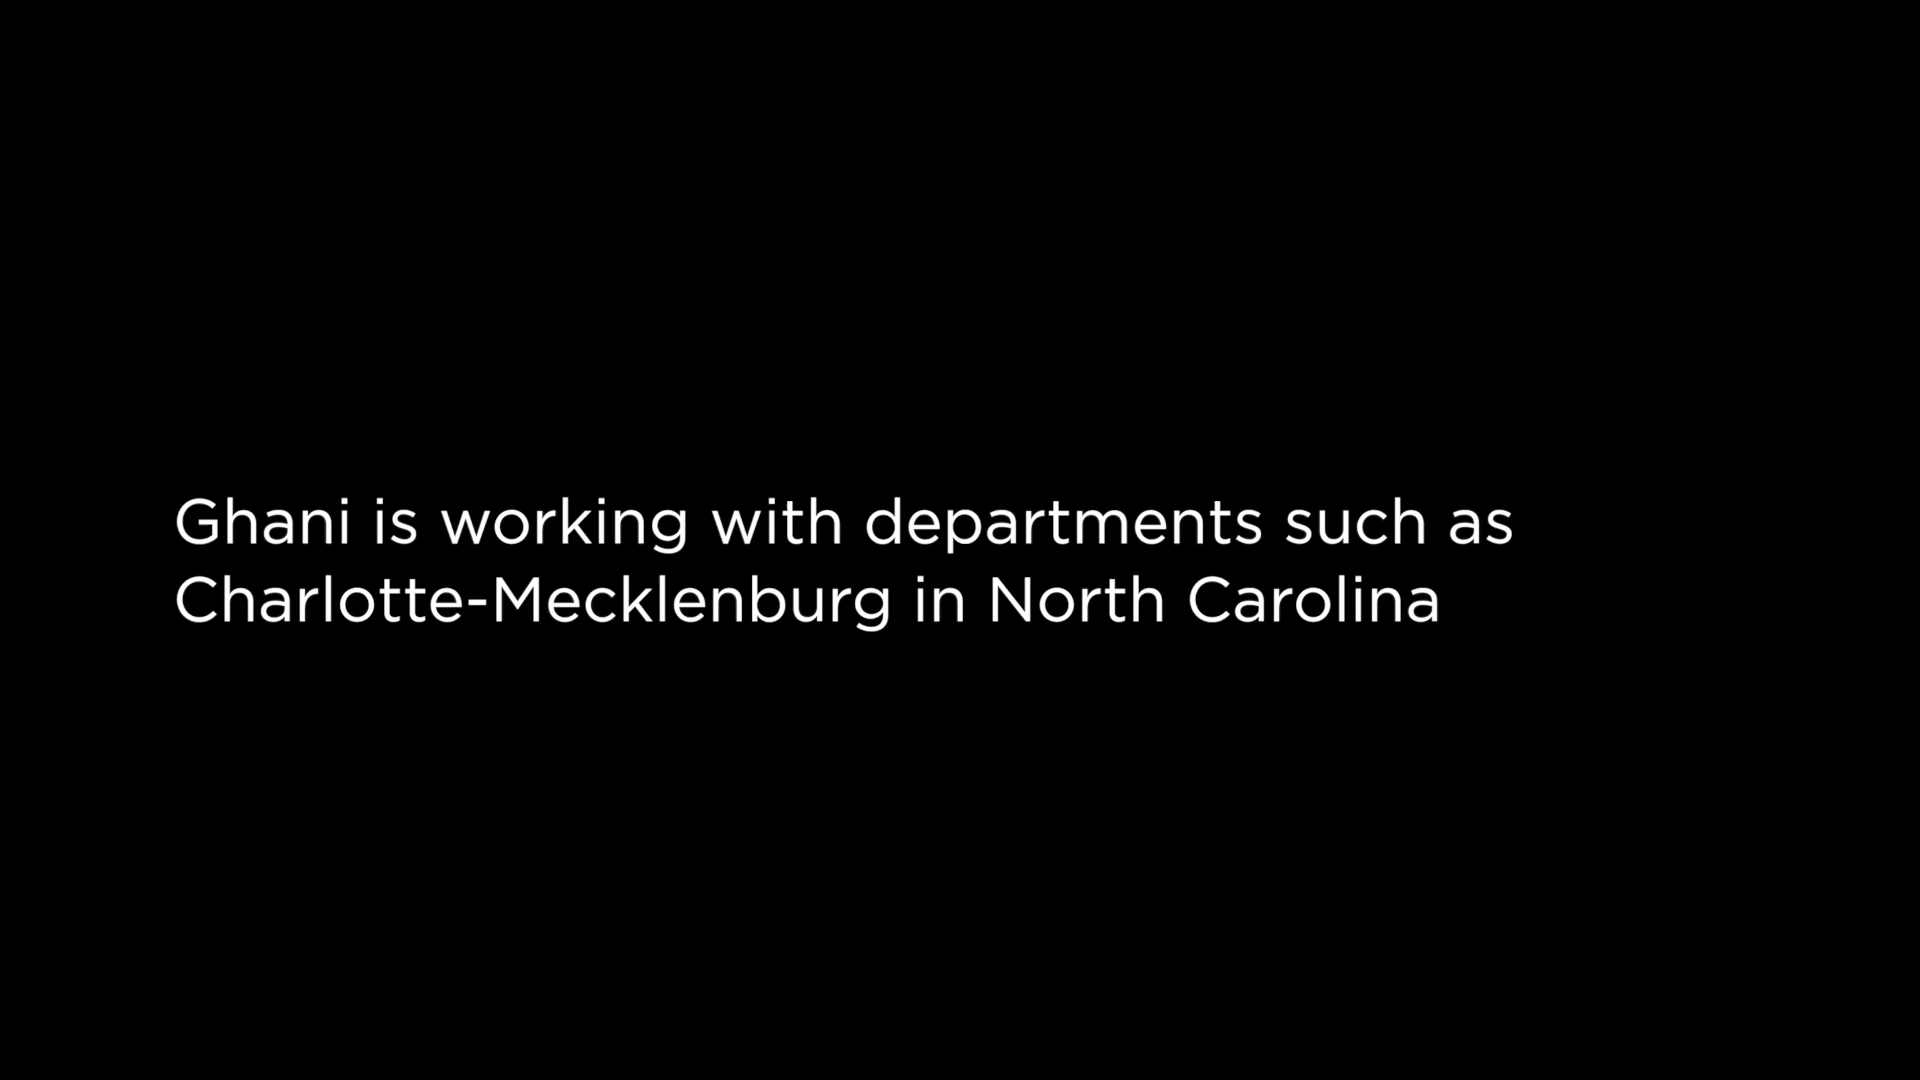 Ghani is working with departments such as
Charlotte-Mecklenburg in North Carolina